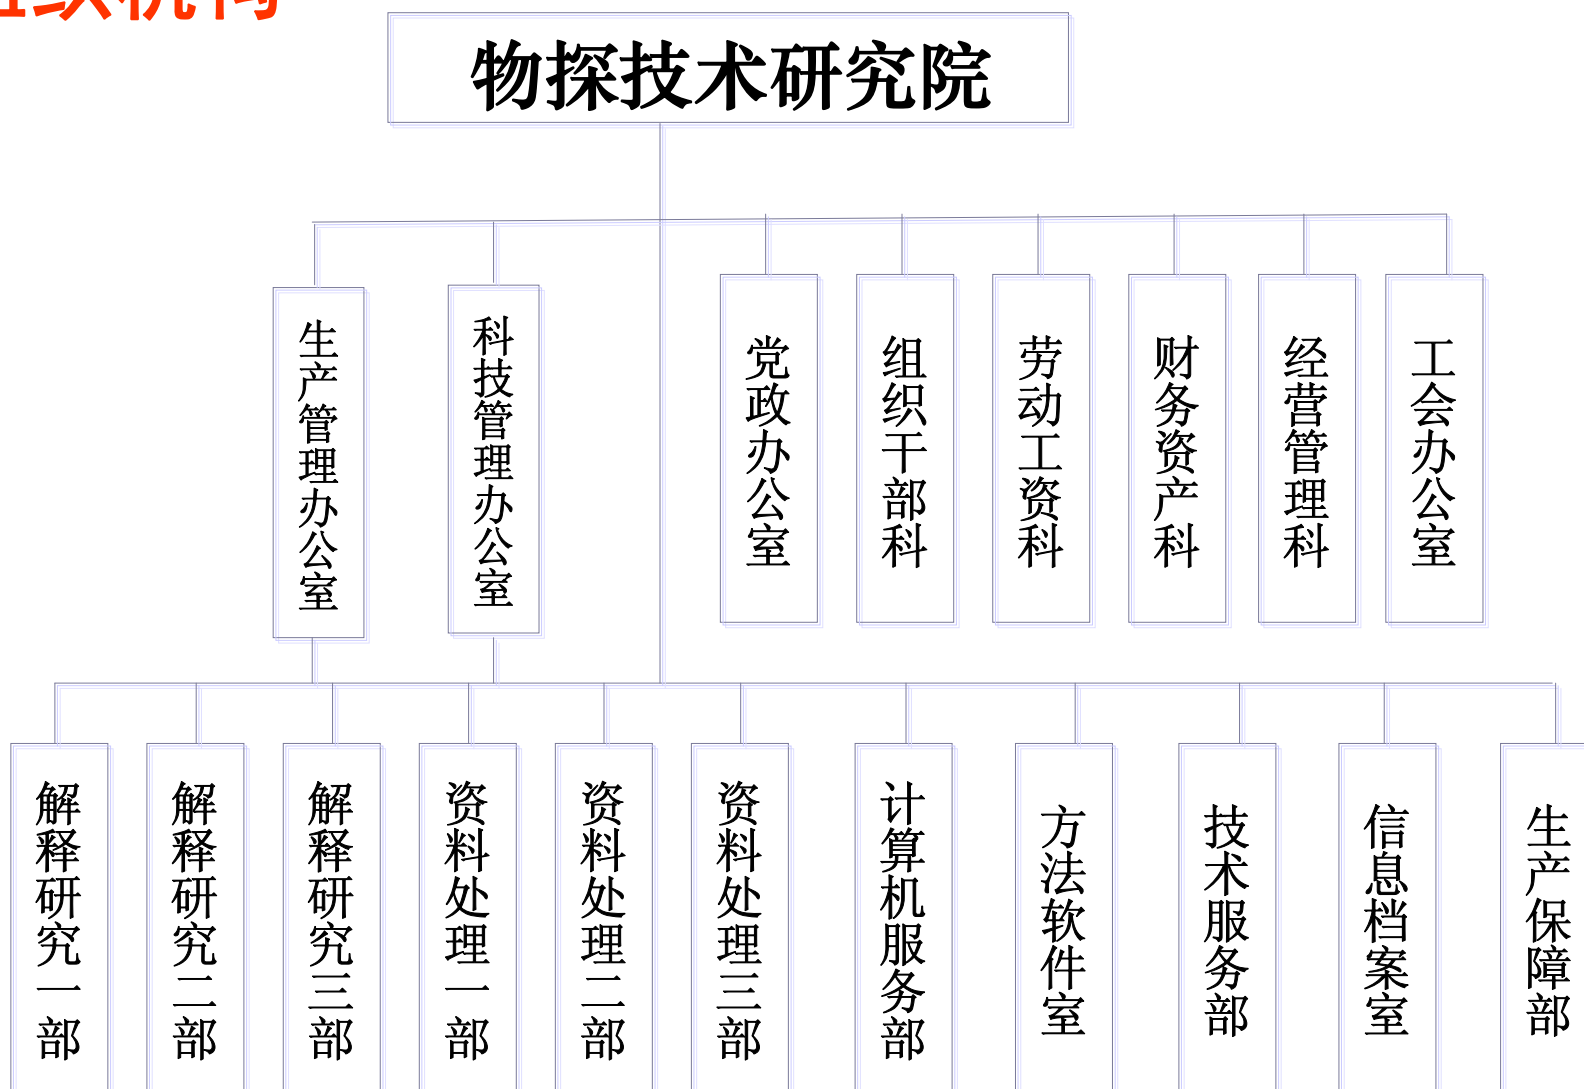 组织机构
物探技术研究院
生产管理办公室
科技管理办公室
党政办公室
组织干部科
劳动工资科
财务资产科
经营管理科
工会办公室
解释研究一部
解释研究二部
解释研究三部
资料处理一部
资料处理二部
资料处理三部
计算机服务部
方法软件室
技术服务部
信息档案室
生产保障部